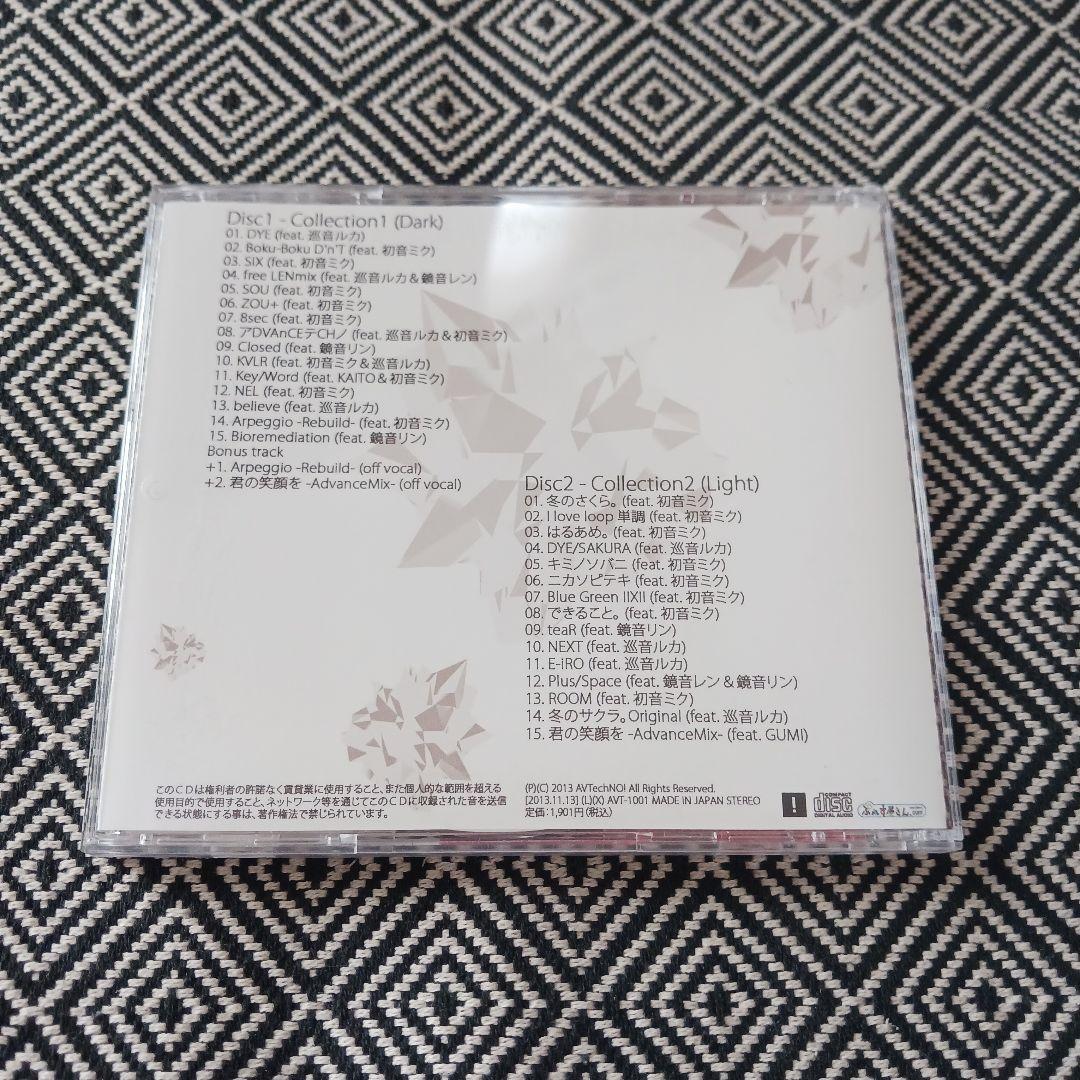 Disc1 - Collection1 (Dark)
01. DYE (feat. 巡音ルカ)
02. Boku-Boku D'n'T (feat. 初音ミク)
03. SIX (feat. 初音ミク)
04. free LENmix (feat. 巡音ルカ＆鏡音レン)
05. SOU (feat. 初音ミク)
06. ZOU+ (feat. 初音ミク)
07. 8sec (feat. 初音ミク)
08. アDVAnCEテCHノ (feat. 巡音ルカ＆初音ミク)
09. Closed (feat. 鏡音リン)
10. KVLR (feat. 初音ミク＆巡音ルカ)
11. Key/Word (feat. KAITO＆初音ミク)
12. NEL (feat. 初音ミク)
13. believe (feat. 巡音ルカ)
14. Arpeggio -Rebuild- (feat. 初音ミク)
15. Bioremediation (feat. 鏡音リン)
Bonus track
+1. Arpeggio -Rebuild- (off vocal)
+2. 君の笑顔を -AdvanceMix- (off vocal)
Disc2 - Collection2 (Light)
01. 冬のさくら。(feat. 初音ミク)
02. I love loop 単調 (feat. 初音ミク)
03. はるあめ。(feat. 初音ミク)
04. DYE/SAKURA (feat. 巡音ルカ)
05. キミノソバニ (feat. 初音ミク)
06. ニカソピテキ (feat. 初音ミク)
07. Blue Green IIXII (feat. 初音ミク)
08. できること。(feat. 初音ミク)
09. teaR (feat. 鏡音リン)
10. NEXT (feat. 巡音ルカ)
11. E-iRO (feat. 巡音ルカ)
12. Plus/Space (feat. 鏡音レン＆鏡音リン)
13. ROOM (feat. 初音ミク)
14. 冬のサクラ。Original (feat. 巡音ルカ)
15. 君の笑顔を -AdvanceMix- (feat. GUMI)
このCDは権利者の許諾なく賃貸業に使用すること、また個人的な範囲を超える
使用目的で使用すること、ネットワーク等を通じてこのCDに収録された音を送信
できる状態にする事は、著作権法で禁じられています。
(P)(C) 2013 AVTechNO! All Rights Reserved.
[2013.11.13] (L)(X) AVT-1001 MADE IN JAPAN STEREO
定価：1,901円(税込)
!
COMPACT
disc
DIGITAL AUDIO